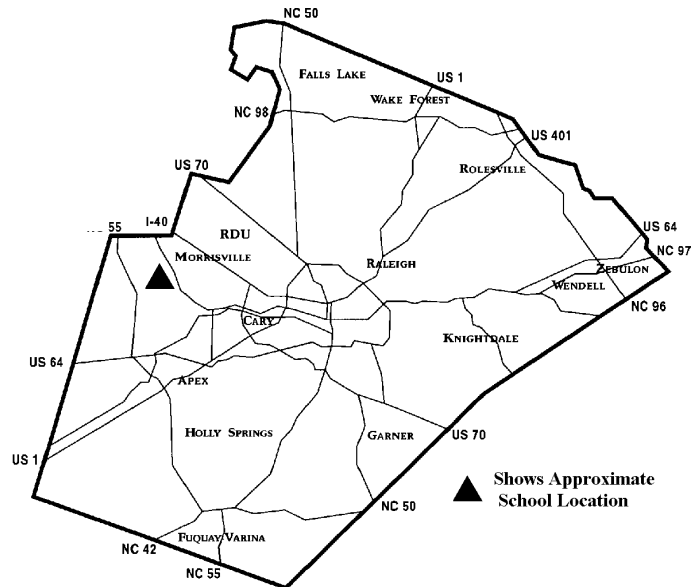 NC 50
FALLS LAKE
US 1
WAKE FOREST
NC 98
US 401
US 70
ROLESVILLE
55
I-40
RDU
US 64
MORRISVILLE
NC 97
RALEIGH
ZEBULON
WENDELL
NC 96
CARY
KNIGHTDALE
US 64
APEX
HOLLY SPRINGS
GARNER
US 70
US 1
Shows Approximate
School Location
NC 50
FUQUAY VARINA
NC 42
NC 55